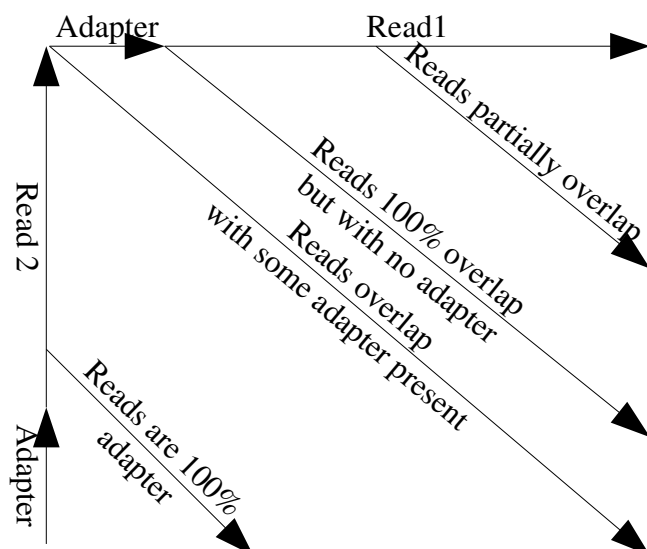 Adapter
Read1
Reads partially overlap
Reads 100% overlap
but with no adapter
Reads overlap
with some adapter present
Read 2
Reads are 100%
adapter
Adapter